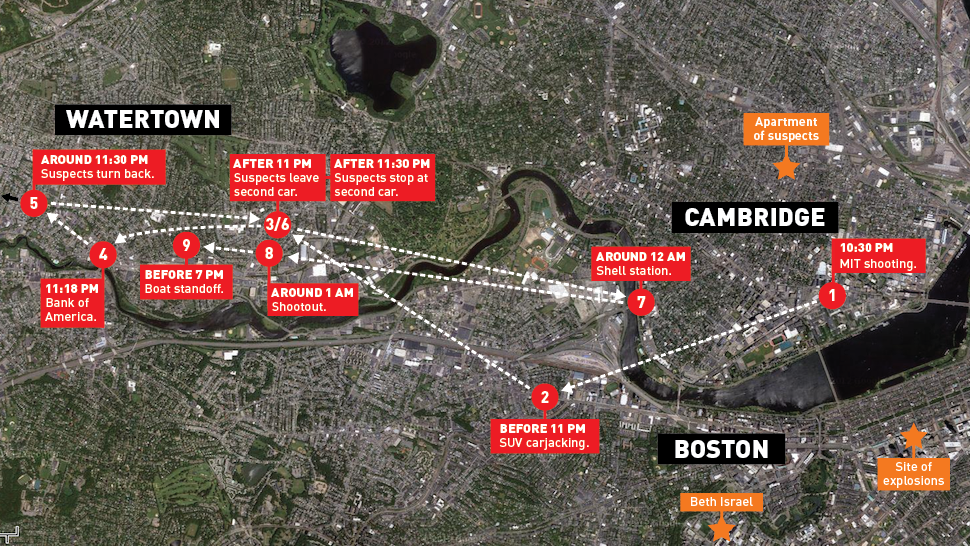 WATERTOWN
AROUND 11:30 PM
Suspects turn back.
5
AFTER 11 PM
Suspects leave
second car.
AFTER 11:30 PM
Suspects stop at
second car.
3/6
4
11:18 PM
Bank of
America.
9
BEFORE 7 PM
Boat standoff.
8
AROUND 1 AM
Shootout.
Apartment
of suspects
CAMBRIDGE
10:30 PM
MIT shooting.
1
AROUND 12 AM
Shell station.
7
2
BEFORE 11 PM
SUV carjacking.
BOSTON
Site of
explosions
Beth Israel